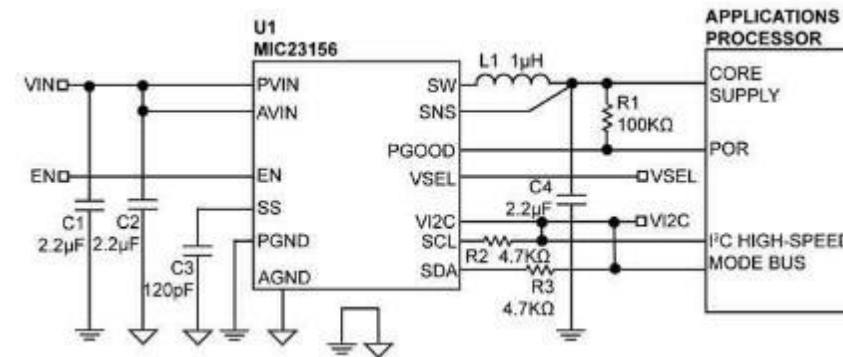 APPLICATIONS
PROCESSOR
U1
MIC23156
L1 1µH
VIN
PVIN
SW
CORE
SUPPLY
AVIN
SNS
R1
100KΩ
PGOOD
POR
EN
EN
VSEL
VSEL
C4
2.2µF
SS
VI2C
VI2C
C1
2.2µF
C2
2.2µF
PGND
SCL
R2 4.7KΩ
I²C HIGH-SPEED
MODE BUS
C3
120pF
AGND
SDA
R3
4.7KΩ